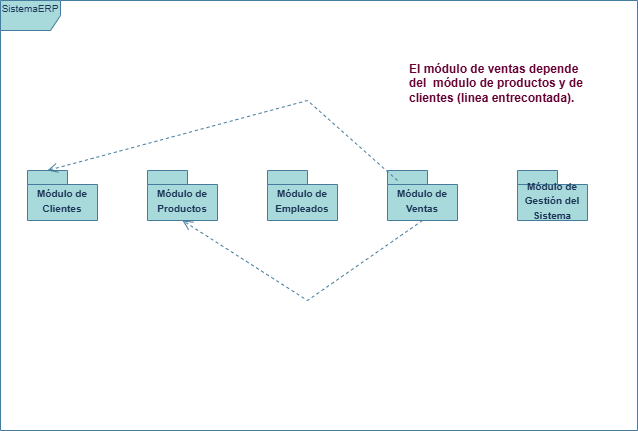 SistemaERP
El módulo de ventas depende
del módulo de productos y de
clientes (linea entrecontada).
Módulo de
Clientes
Módulo de
Productos
Módulo de
Empleados
Módulo de
Ventas
Módulo de
Gestión del
Sistema